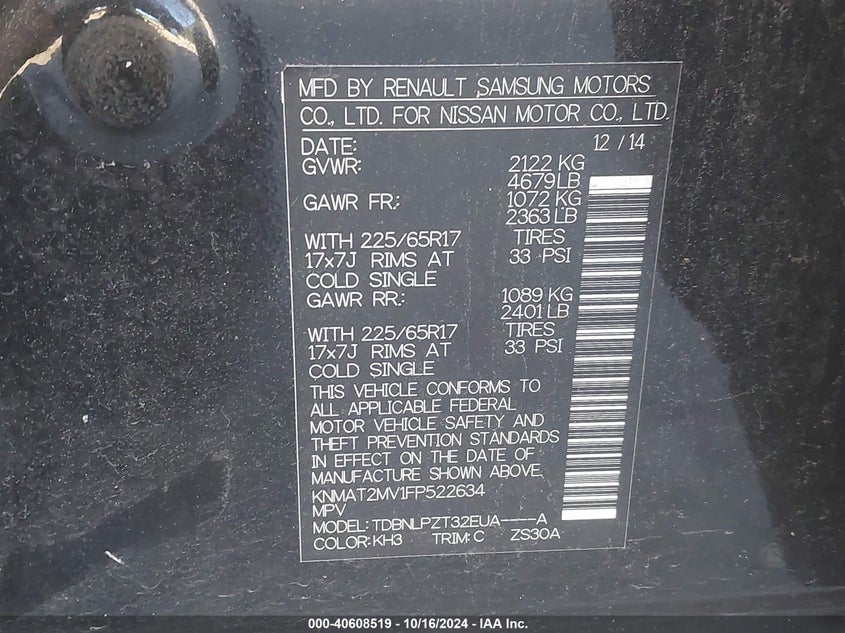 MFD BY RENAULT SAMSUNG MOTORS
CO., LTD. FOR NISSAN MOTOR CO., LTD.
DATE: 12 / 14
GVWR: 2122 KG
4679 LB
GAWR FR.: 1072 KG
2363 LB
WITH 225/65R17 TIRES
17x7J RIMS AT 33 PSI
COLD SINGLE
GAWR RR.: 1089 KG
2401 LB
WITH 225/65R17 TIRES
17x7J RIMS AT 33 PSI
COLD SINGLE
THIS VEHICLE CONFORMS TO
ALL APPLICABLE FEDERAL
MOTOR VEHICLE SAFETY AND
THEFT PREVENTION STANDARDS
IN EFFECT ON THE DATE OF
MANUFACTURE SHOWN ABOVE.
KNMAT2MV1FP522634
MPV
MODEL: TDBNLPZT32EUA----A
COLOR: KH3 TRIM: C ZS30A
000-40608519 - 10/16/2024 - IAA Inc.